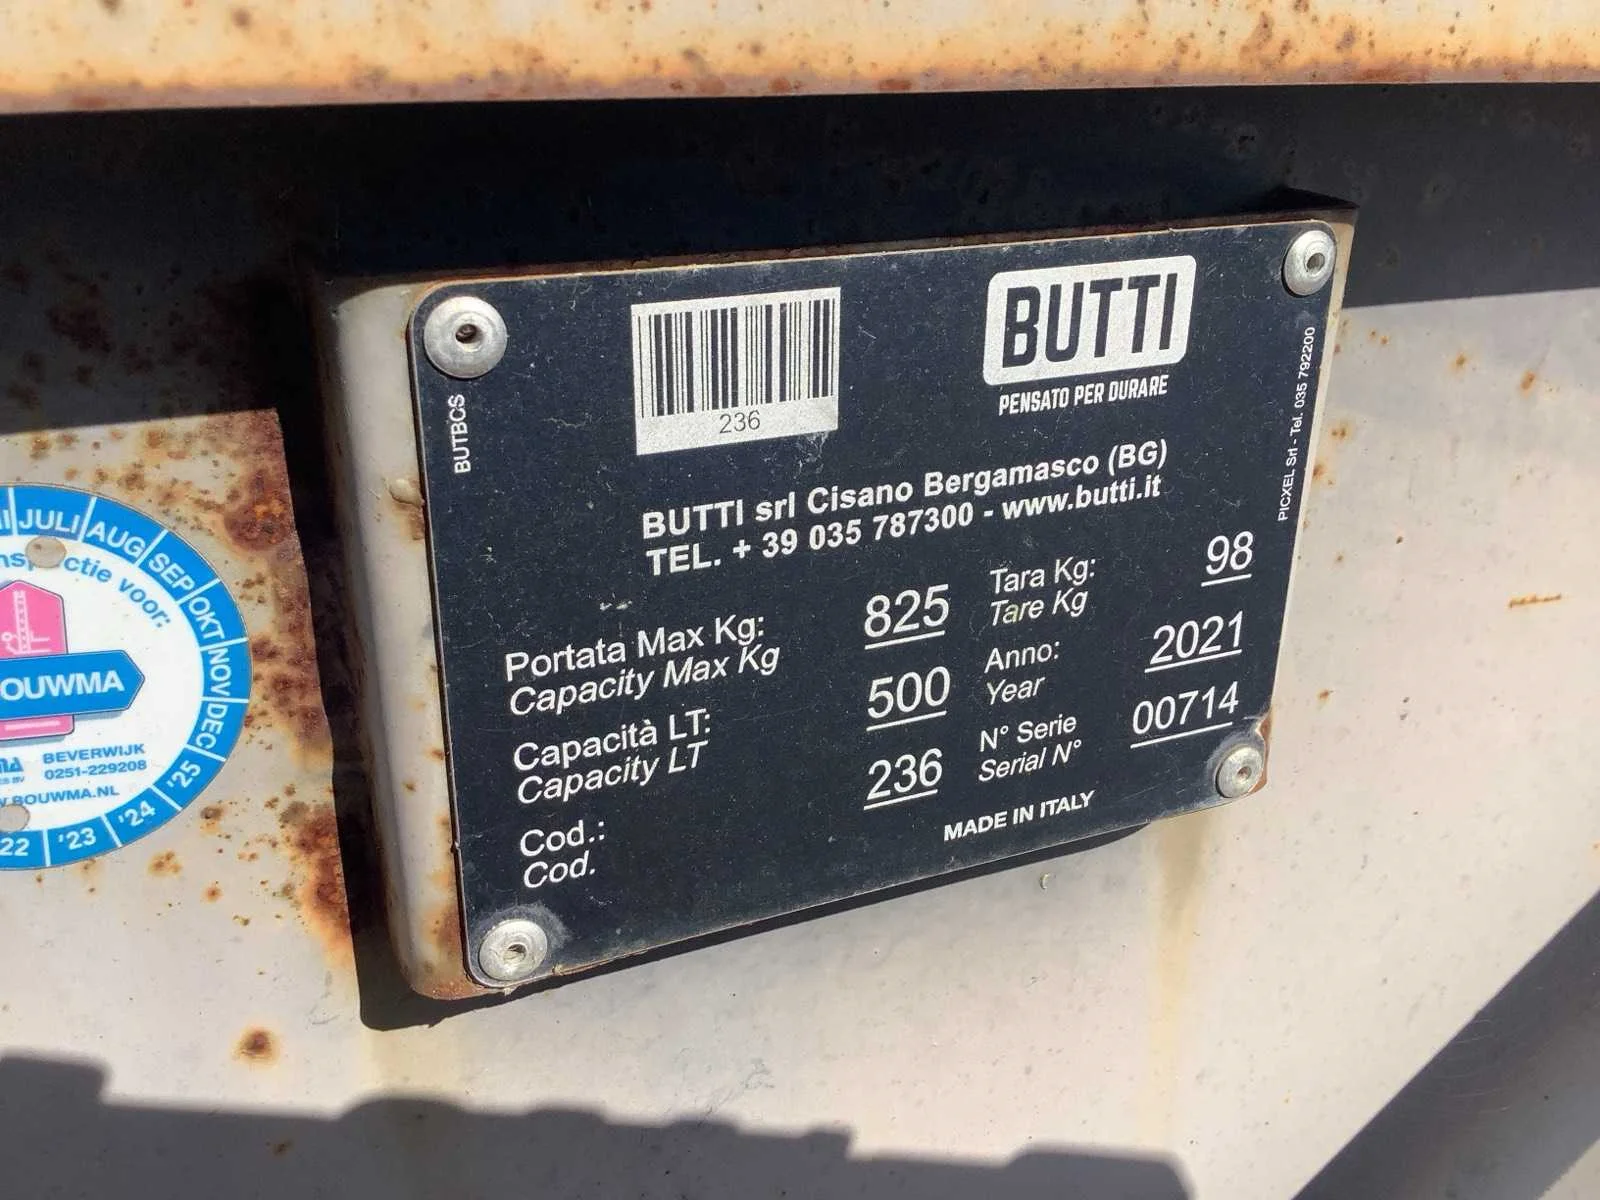 BUTTI
PENSATO PER DURARE
236
BUTBCS
PICXEL Srl - Tel. 035 792200
BUTTI srl Cisano Bergamasco (BG)
TEL. + 39 035 787300 - www.butti.it
Portata Max Kg: 825
Capacity Max Kg
Capacità LT: 500
Capacity LT
Cod.: 236
Cod.
Tara Kg: 98
Tare Kg
Anno: 2021
Year
N° Serie 00714
Serial N°
MADE IN ITALY
JULI AUG SEP OKT NOV DEC
voor:
BEVERWIJK
0251-229208
BOUWMA.NL
'23 '24 '25